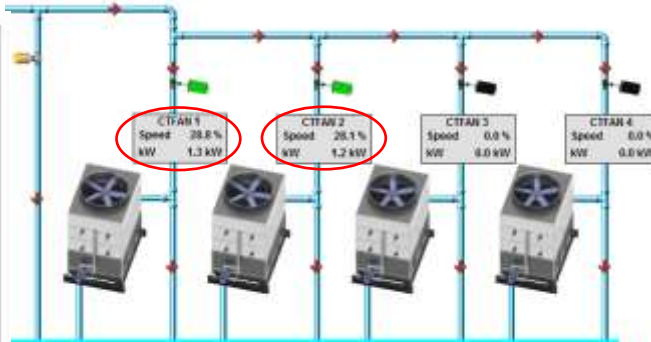 CTFAN 1
Speed 28.8 %
kW 1.3 kW
CTFAN 2
Speed 28.1 %
kW 1.2 kW
CTFAN 3
Speed 0.0 %
kW 0.0 kW
CTFAN 4
Speed 0.0 %
kW 0.0 kW